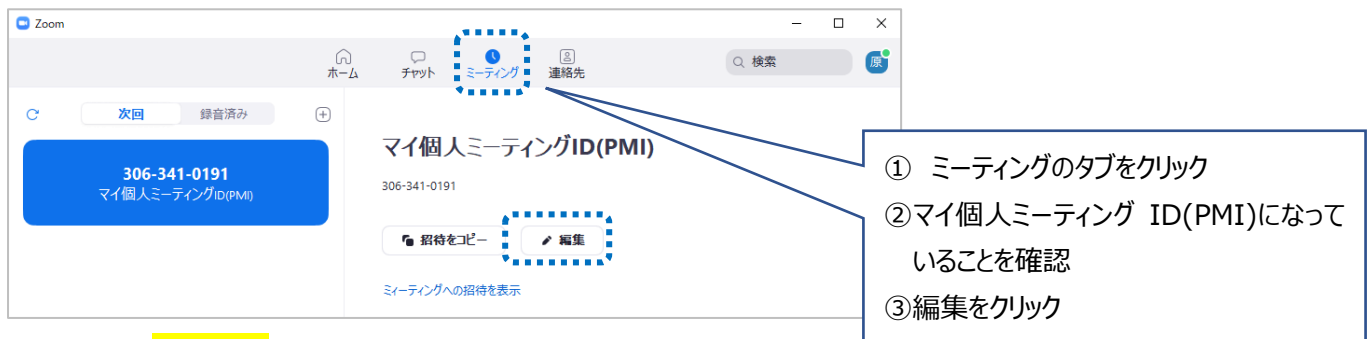 Zoom
ホーム
チャット
ミーティング
連絡先
検索
原
次回
録音済み
マイ個人ミーティングID(PMI)
306-341-0191
306-341-0191
マイ個人ミーティングID(PMI)
招待をコピー
編集
ミィーティングへの招待を表示
① ミーティングのタブをクリック
②マイ個人ミーティング ID(PMI)になって
いることを確認
③編集をクリック